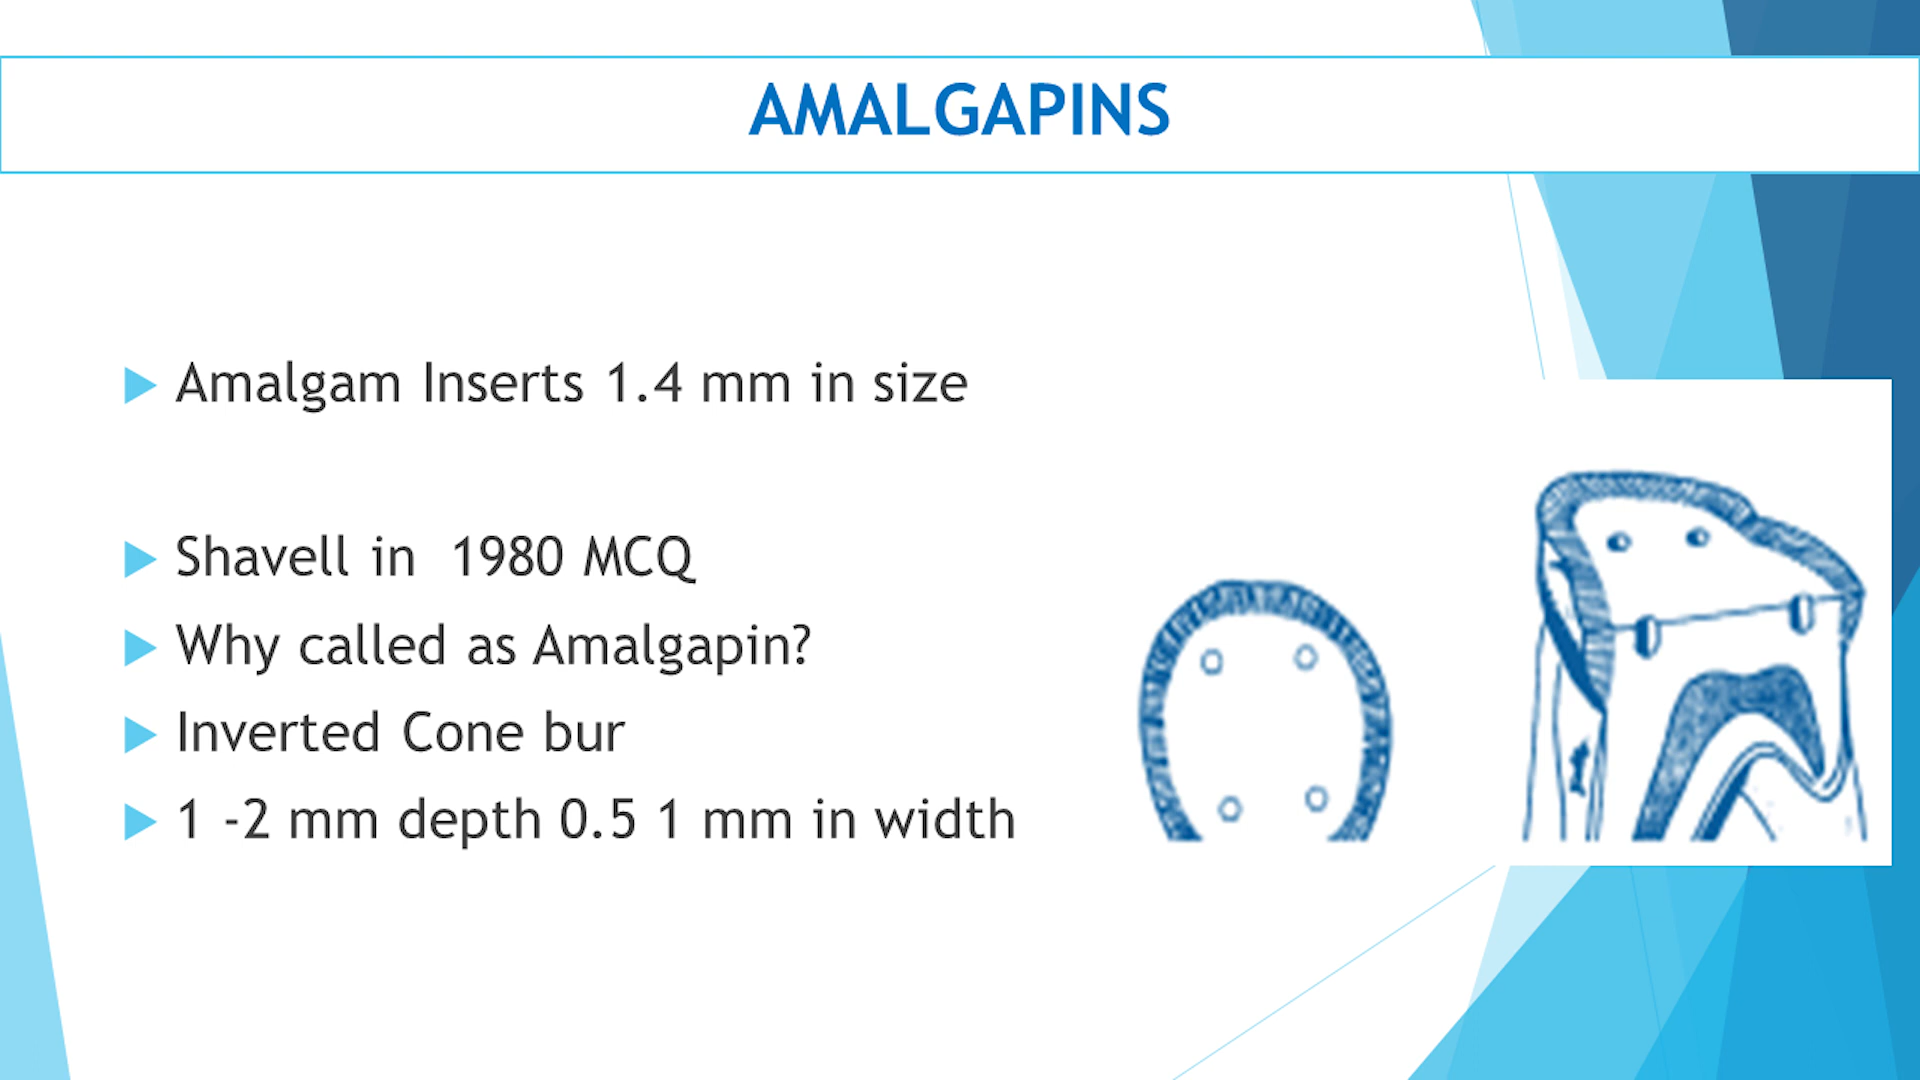 AMALGAPINS
Amalgam Inserts 1.4 mm in size
Shavell in 1980 MCQ
Why called as Amalgapin?
Inverted Cone bur
1 -2 mm depth 0.5 1 mm in width